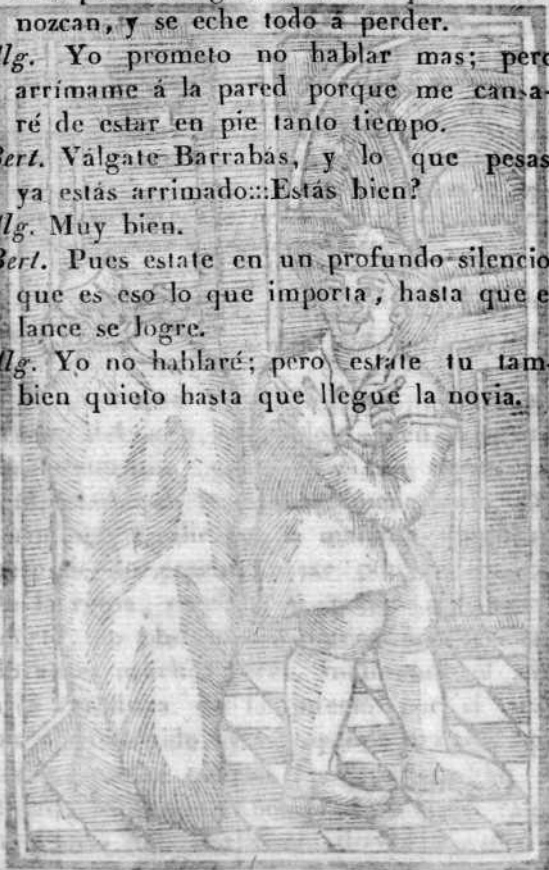 nozcan, y se eche todo á perder.
lg. Yo prometo no hablar mas; pero
arrímame á la pared porque me cansa-
ré de estar en pie tanto tiempo.
Bert. Válgate Barrabás, y lo que pesas
ya estás arrimado:::Estás bien?
lg. Muy bien.
Bert. Pues estate en un profundo silencio
que es eso lo que importa, hasta que e
lance se logre.
lg. Yo no hablaré; pero estate tu tam-
bien quieto hasta que llegue la novia.